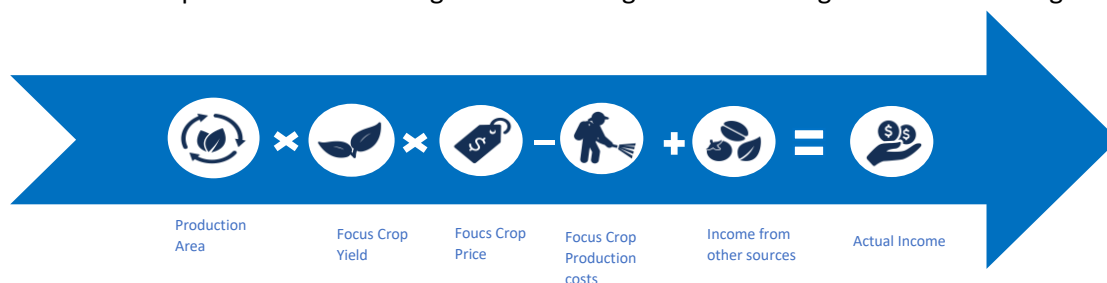 × × − + =
Production
Area
Focus Crop
Yield
Foucs Crop
Price
Focus Crop
Production
costs
Income from
other sources
Actual Income